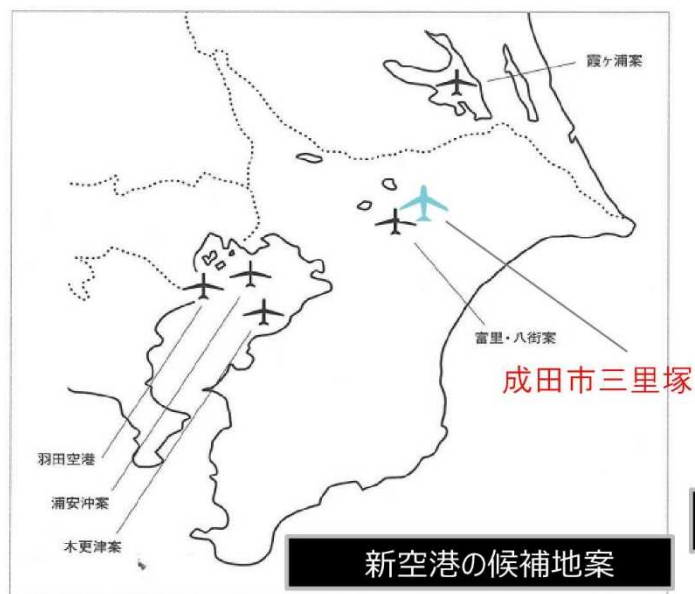 霞ヶ浦案
富里・八街案
成田市三里塚
羽田空港
浦安沖案
木更津案
新空港の候補地案